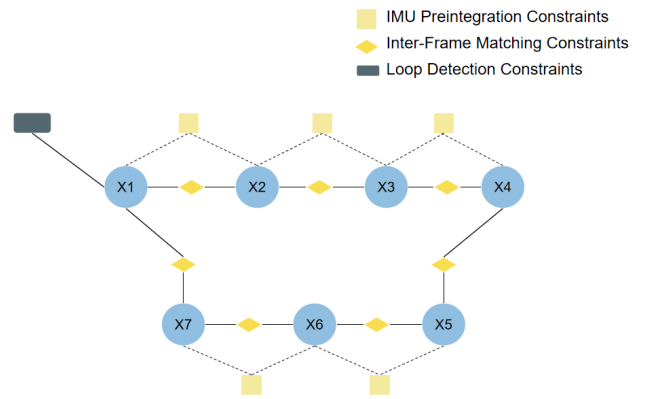 IMU Preintegration Constraints
Inter-Frame Matching Constraints
Loop Detection Constraints
X1
X2
X3
X4
X7
X6
X5